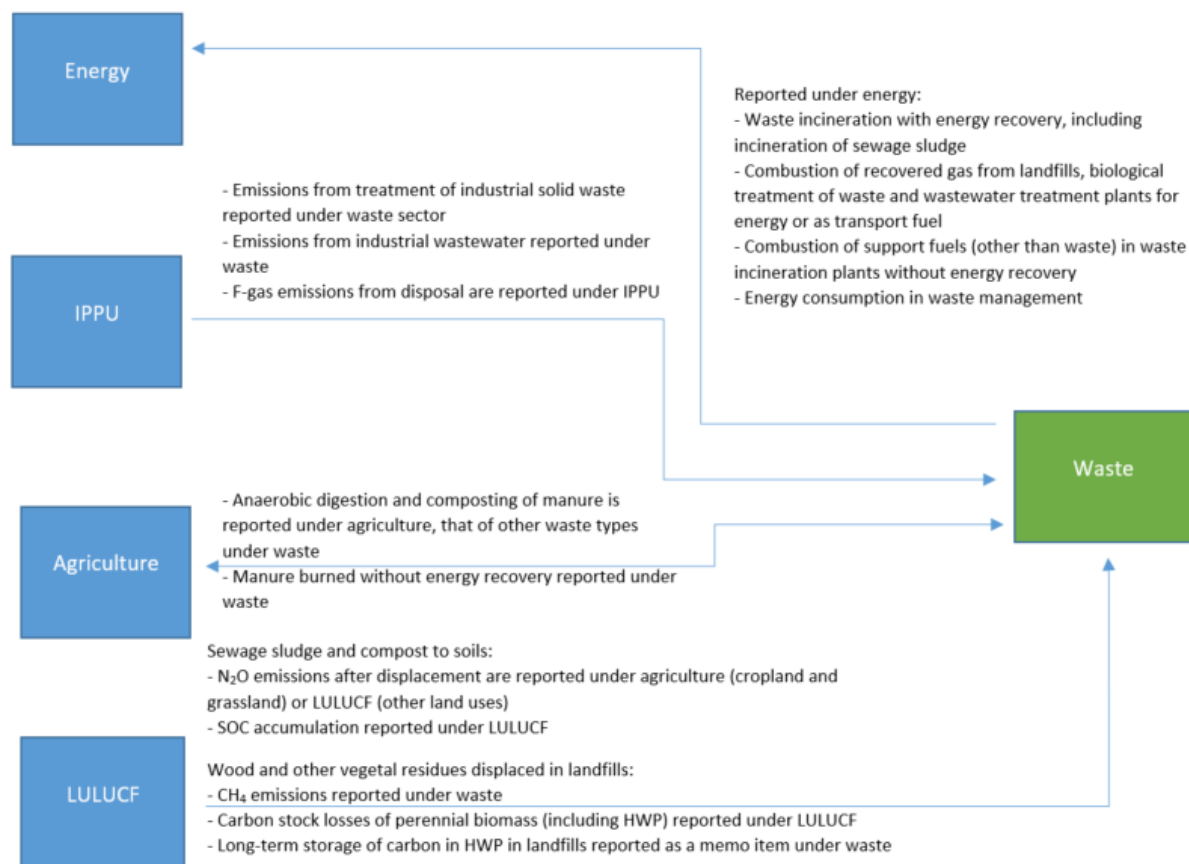 Energy
Reported under energy:
- Waste incineration with energy recovery, including
incineration of sewage sludge
- Combustion of recovered gas from landfills, biological
treatment of waste and wastewater treatment plants for
energy or as transport fuel
- Combustion of support fuels (other than waste) in waste
incineration plants without energy recovery
- Energy consumption in waste management
- Emissions from treatment of industrial solid waste
reported under waste sector
- Emissions from industrial wastewater reported under
waste
- F-gas emissions from disposal are reported under IPPU
IPPU
Waste
- Anaerobic digestion and composting of manure is
reported under agriculture, that of other waste types
under waste
- Manure burned without energy recovery reported under
waste
Agriculture
Sewage sludge and compost to soils:
- N₂O emissions after displacement are reported under agriculture (cropland and
grassland) or LULUCF (other land uses)
- SOC accumulation reported under LULUCF
LULUCF
Wood and other vegetal residues displaced in landfills:
- CH₄ emissions reported under waste
- Carbon stock losses of perennial biomass (including HWP) reported under LULUCF
- Long-term storage of carbon in HWP in landfills reported as a memo item under waste